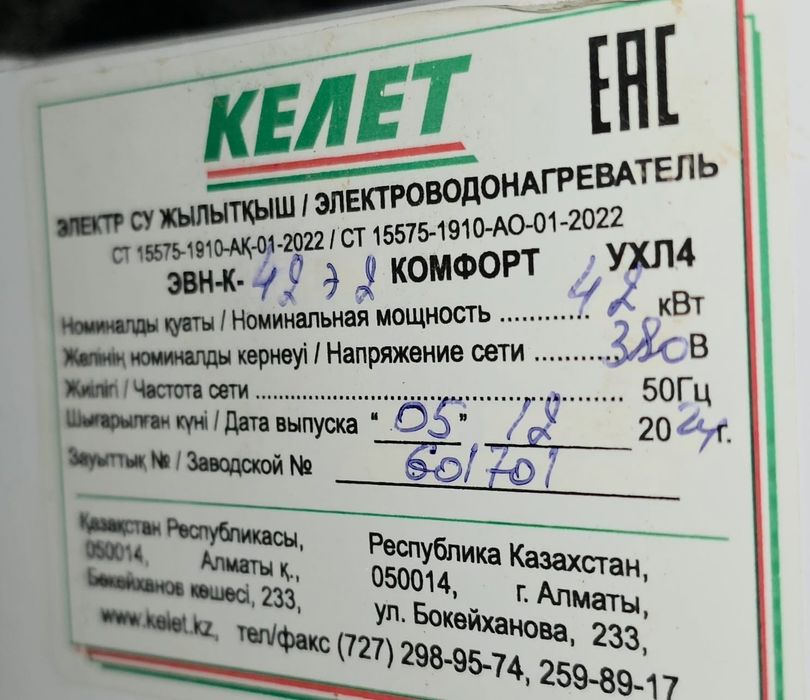 КЕЛЕТ
EAC
ЭЛЕКТР СУ ЖЫЛЫТҚЫШ / ЭЛЕКТРОВОДОНАГРЕВАТЕЛЬ
СТ 15575-1910-АҚ-01-2022 / СТ 15575-1910-АО-01-2022
ЭВН-К- 42 Э2 КОМФОРТ УХЛ4
Номиналды қуаты / Номинальная мощность ............ 42 кВт
Желінің номиналды кернеуі / Напряжение сети .......... 380 В
Жиілігі / Частота сети ........................................ 50Гц
Шығарылған күні / Дата выпуска "05" 12 2024г.
Зауыттық № / Заводской № 601701
Қазақстан Республикасы,
050014, Алматы қ.,
Бөкейханов көшесі, 233,
Республика Казахстан,
050014, г. Алматы,
ул. Бокейханова, 233,
www.kelet.kz, тел/факс (727) 298-95-74, 259-89-17